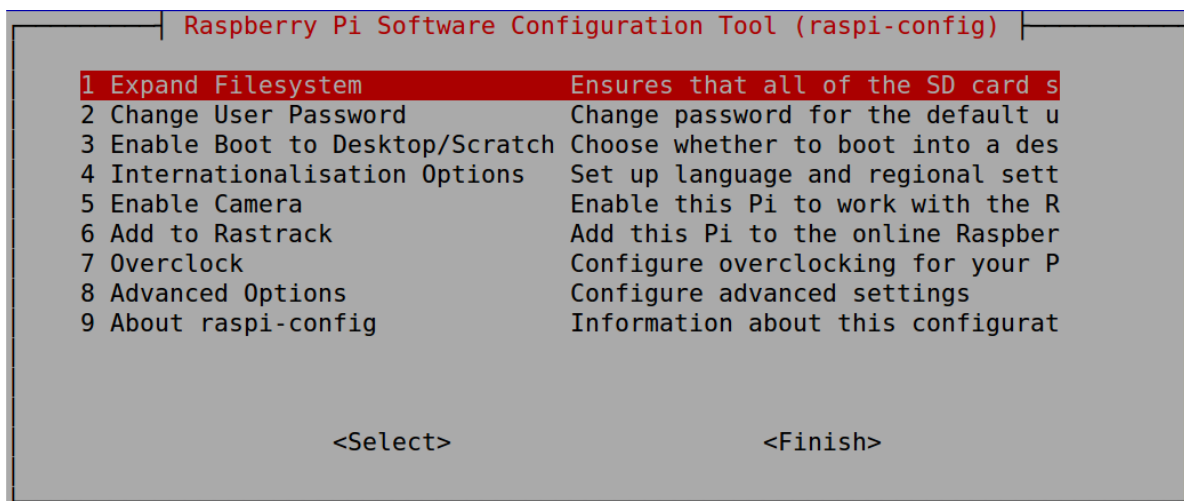 Raspberry Pi Software Configuration Tool (raspi-config)
1 Expand Filesystem Ensures that all of the SD card s
2 Change User Password Change password for the default u
3 Enable Boot to Desktop/Scratch Choose whether to boot into a des
4 Internationalisation Options Set up language and regional sett
5 Enable Camera Enable this Pi to work with the R
6 Add to Rastrack Add this Pi to the online Raspber
7 Overclock Configure overclocking for your P
8 Advanced Options Configure advanced settings
9 About raspi-config Information about this configurat
<Select> <Finish>